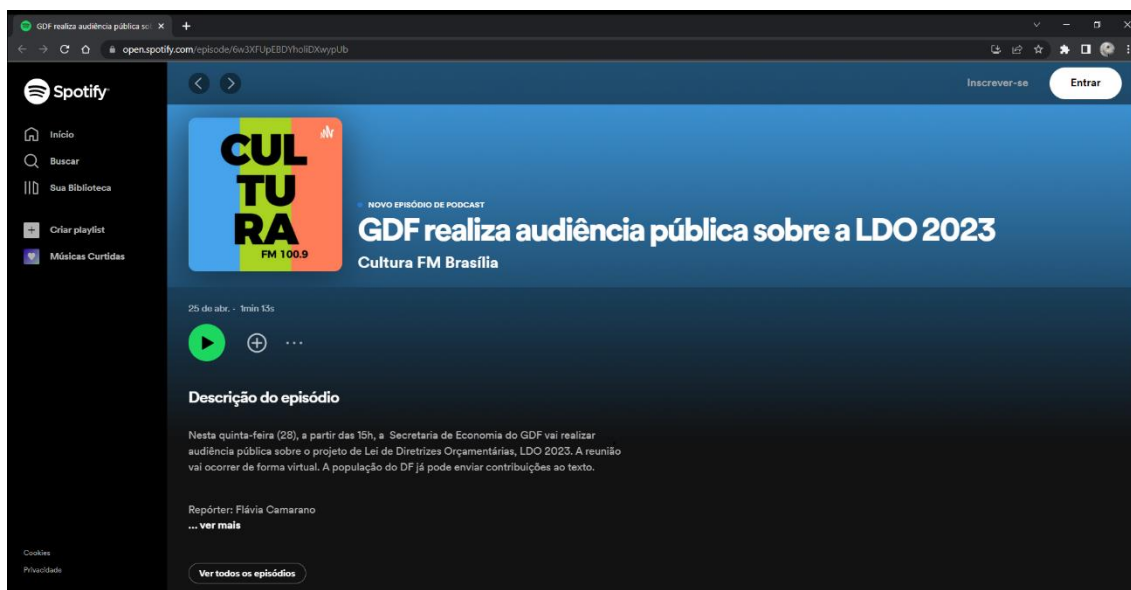 GDF realiza audiência pública so
open.spotify.com/episode/6w3XFUpEBDYholiDXwypUb
Spotify
Inscrever-se
Entrar
Início
Buscar
Sua Biblioteca
Criar playlist
Músicas Curtidas
CUL
TU
RA
FM 100.9
NOVO EPISÓDIO DE PODCAST
GDF realiza audiência pública sobre a LDO 2023
Cultura FM Brasília
25 de abr. · 1min 13s
Descrição do episódio
Nesta quinta-feira (28), a partir das 15h, a Secretaria de Economia do GDF vai realizar
audiência pública sobre o projeto de Lei de Diretrizes Orçamentárias, LDO 2023. A reunião
vai ocorrer de forma virtual. A população do DF já pode enviar contribuições ao texto.
Repórter: Flávia Camarano
... ver mais
Ver todos os episódios
Cookies
Privacidade